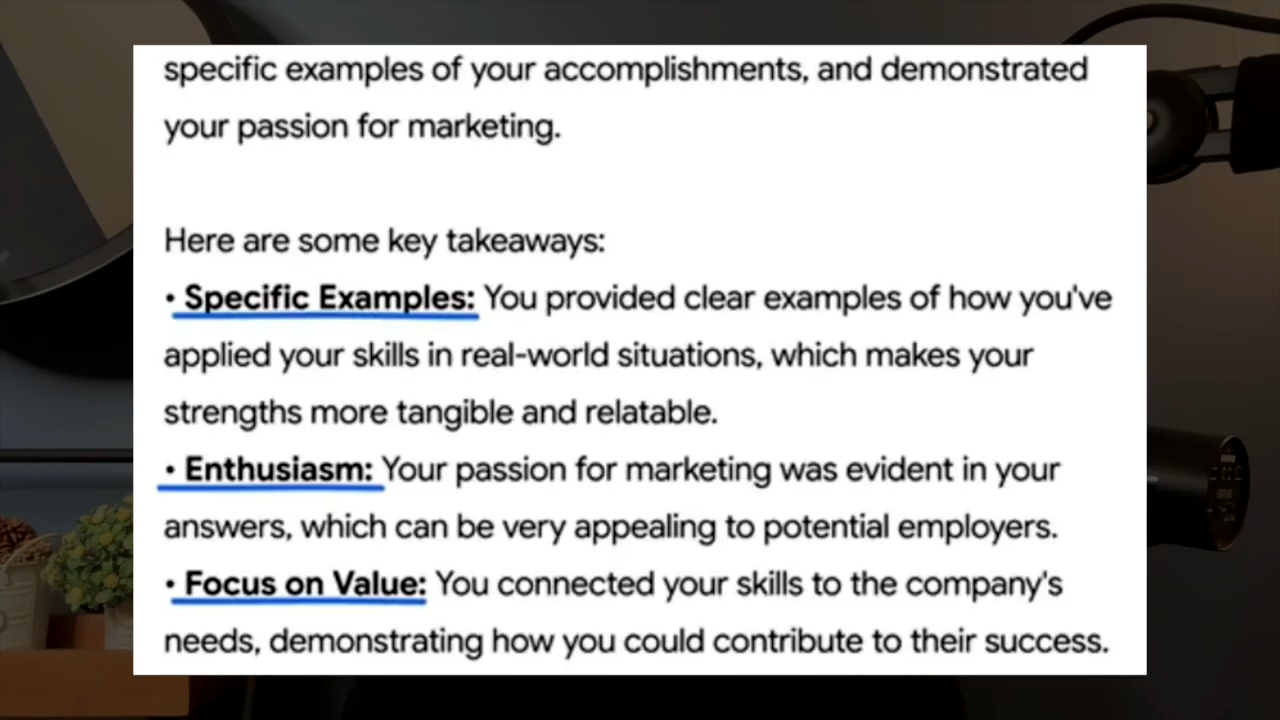 specific examples of your accomplishments, and demonstrated
your passion for marketing.
Here are some key takeaways:
• Specific Examples: You provided clear examples of how you've
applied your skills in real-world situations, which makes your
strengths more tangible and relatable.
• Enthusiasm: Your passion for marketing was evident in your
answers, which can be very appealing to potential employers.
• Focus on Value: You connected your skills to the company's
needs, demonstrating how you could contribute to their success.